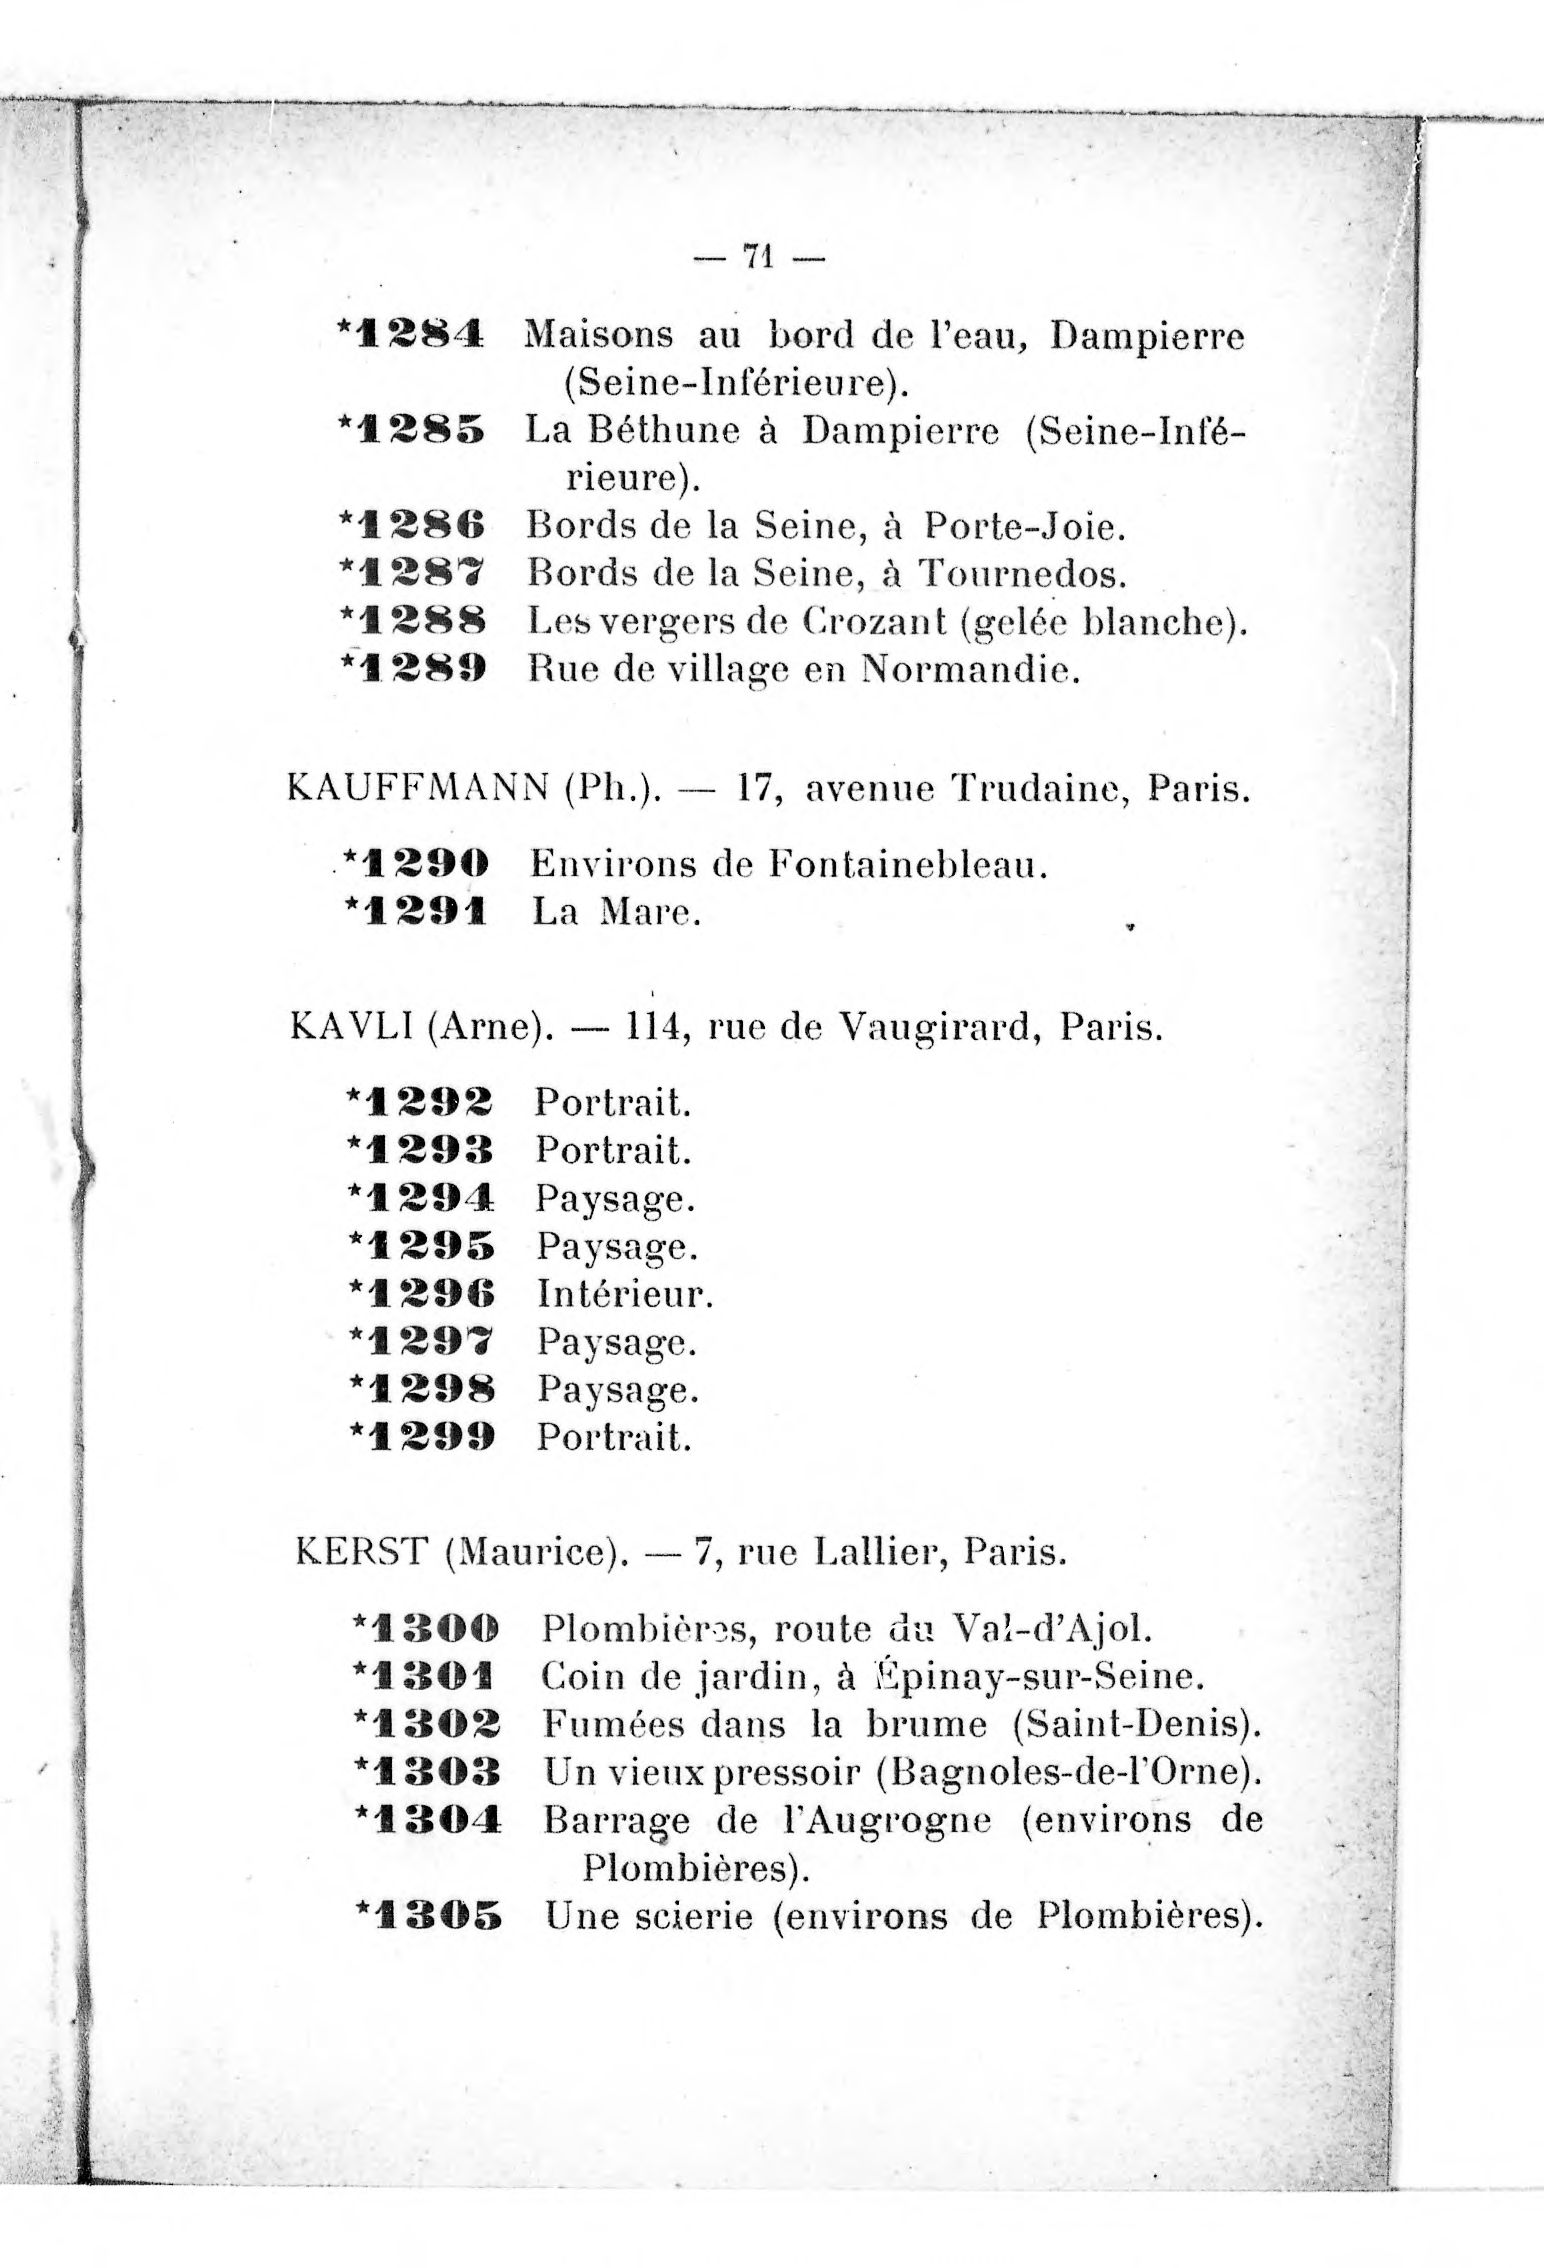 — 71 —
*1284 Maisons au bord de l'eau, Dampierre
(Seine-Inférieure).
*1285 La Béthune à Dampierre (Seine-Infé-
rieure).
*1286 Bords de la Seine, à Porte-Joie.
*1287 Bords de la Seine, à Tournedos.
*1288 Les vergers de Crozant (gelée blanche).
*1289 Rue de village en Normandie.
KAUFFMANN (Ph.). — 17, avenue Trudaine, Paris.
*1290 Environs de Fontainebleau.
*1291 La Mare.
KAVLI (Arne). — 114, rue de Vaugirard, Paris.
*1292 Portrait.
*1293 Portrait.
*1294 Paysage.
*1295 Paysage.
*1296 Intérieur.
*1297 Paysage.
*1298 Paysage.
*1299 Portrait.
KERST (Maurice). — 7, rue Lallier, Paris.
*1300 Plombières, route du Val-d'Ajol.
*1301 Coin de jardin, à Épinay-sur-Seine.
*1302 Fumées dans la brume (Saint-Denis).
*1303 Un vieux pressoir (Bagnoles-de-l'Orne).
*1304 Barrage de l'Augrogne (environs de
Plombières).
*1305 Une scierie (environs de Plombières).